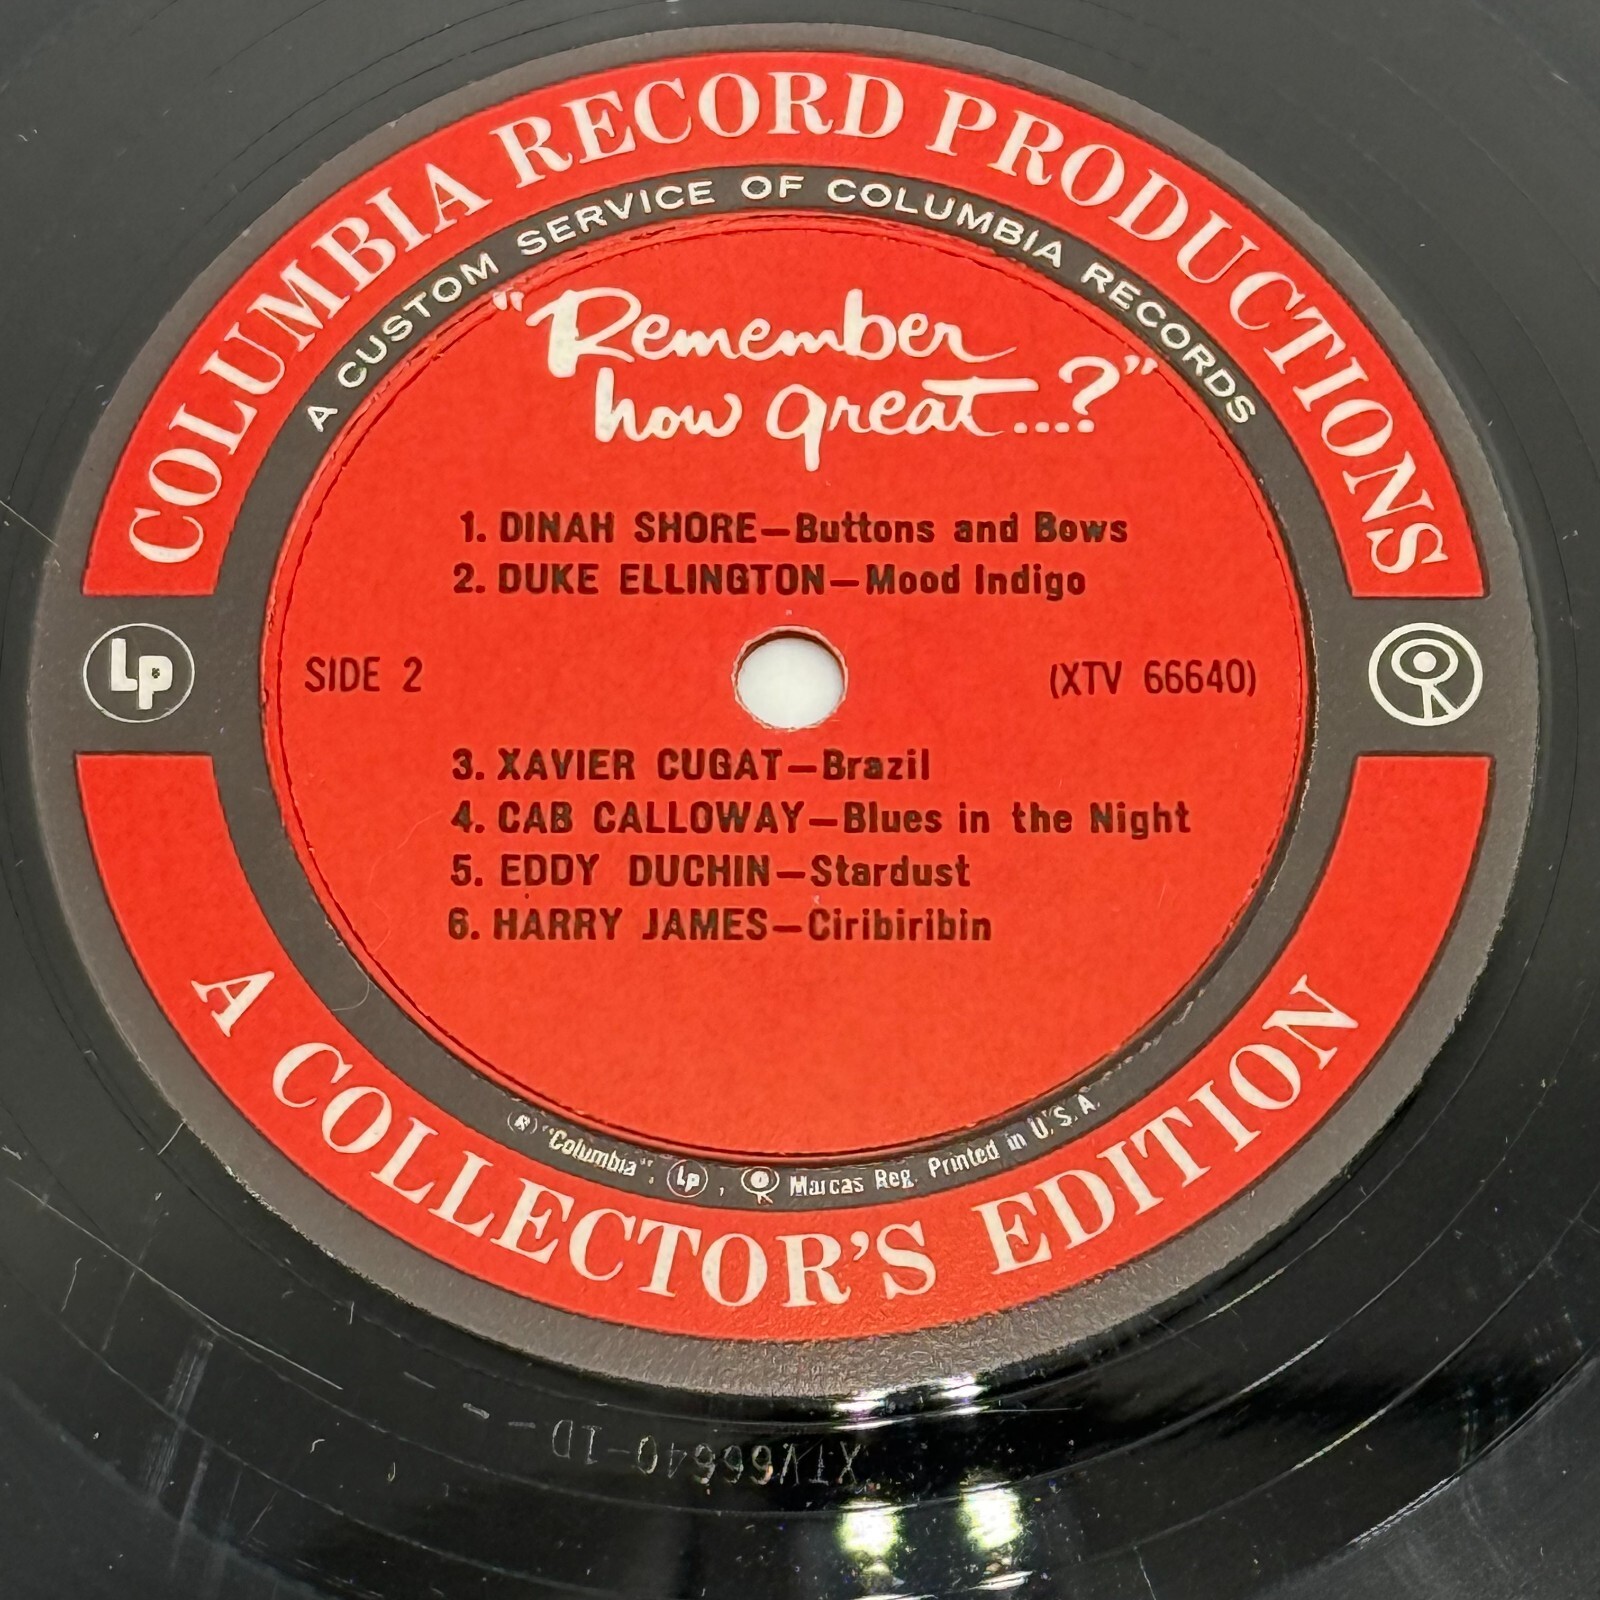 COLUMBIA RECORD PRODUCTIONS
A CUSTOM SERVICE OF COLUMBIA RECORDS
"Remember
how great...?"
1. DINAH SHORE—Buttons and Bows
2. DUKE ELLINGTON—Mood Indigo
Lp
SIDE 2
(XTV 66640)
3. XAVIER CUGAT—Brazil
4. CAB CALLOWAY—Blues in the Night
5. EDDY DUCHIN—Stardust
6. HARRY JAMES—Ciribiribin
® "Columbia", Lp, Marcas Reg. Printed in U.S.A.
A COLLECTOR'S EDITION
XTV66640-1D